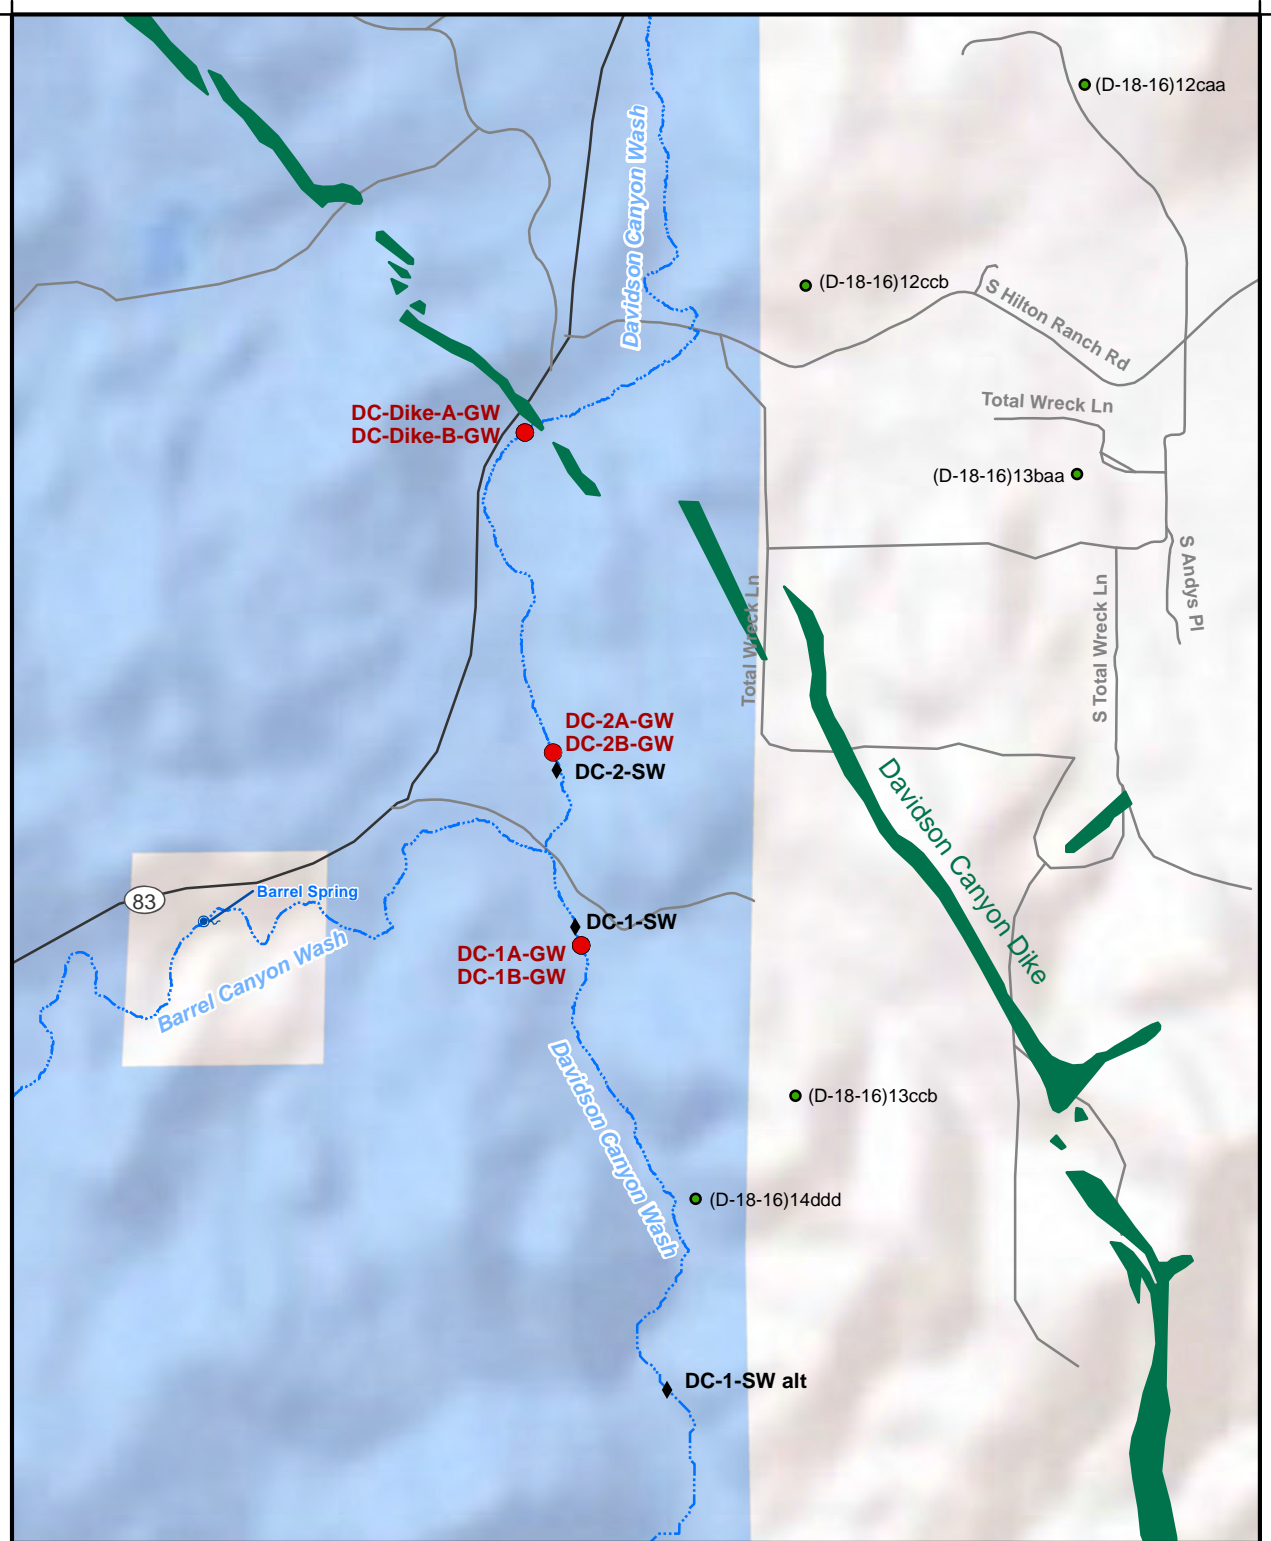 (D-18-16)12caa
Davidson Canyon Wash
(D-18-16)12ccb
S Hilton Ranch Rd
Total Wreck Ln
DC-Dike-A-GW
DC-Dike-B-GW
(D-18-16)13baa
S Andys Pl
Total Wreck Ln
S Total Wreck Ln
DC-2A-GW
DC-2B-GW
DC-2-SW
Davidson Canyon Dike
83
Barrel Spring
DC-1-SW
DC-1A-GW
DC-1B-GW
Barrel Canyon Wash
Davidson Canyon Wash
(D-18-16)13ccb
(D-18-16)14ddd
DC-1-SW alt